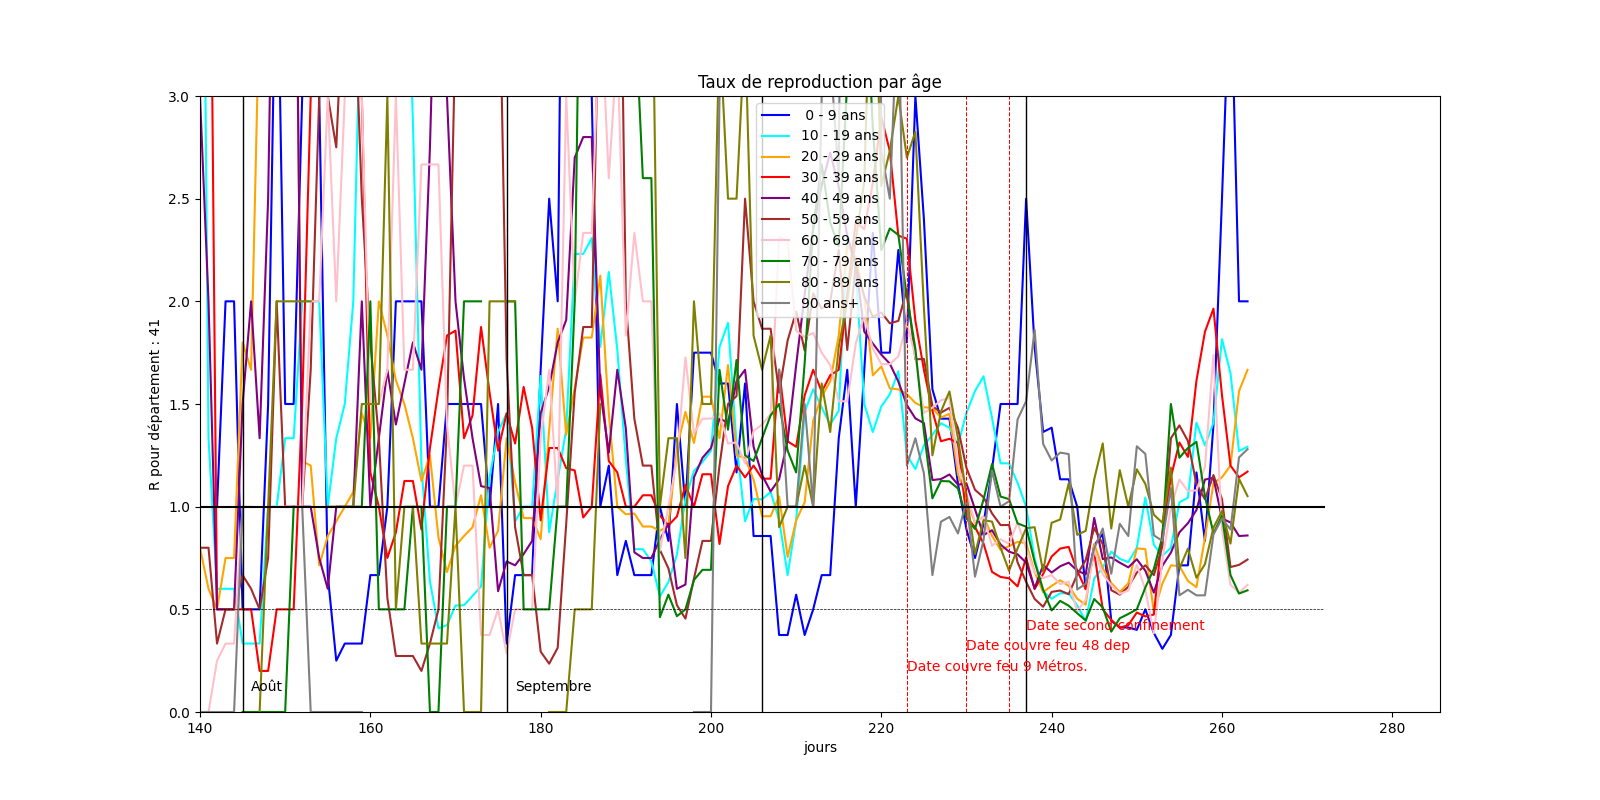 Taux de reproduction par âge
R pour département : 41
3.0
2.5
2.0
1.5
1.0
0.5
0.0
0 - 9 ans
10 - 19 ans
20 - 29 ans
30 - 39 ans
40 - 49 ans
50 - 59 ans
60 - 69 ans
70 - 79 ans
80 - 89 ans
90 ans+
Date second confinement
Date couvre feu 48 dep
Date couvre feu 9 Métros.
Août
Septembre
140
160
180
200
220
240
260
280
jours